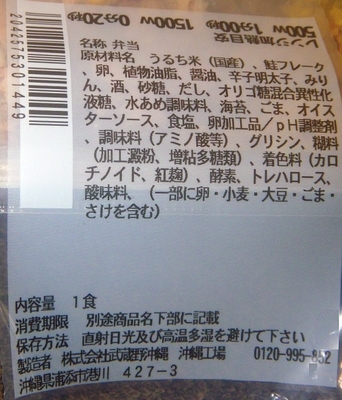 レンジ加熱目安
500W 1分00秒
1500W 0分20秒
2042676301449
名称 弁当
原材料名 うるち米(国産)、鮭フレーク
、卵、植物油脂、醤油、辛子明太子、みり
ん、酒、砂糖、だし、オリゴ糖混合異性化
液糖、水あめ調味料、海苔、ごま、オイス
ターソース、食塩、卵加工品/pH調整剤
、調味料(アミノ酸等)、グリシン、糊料
(加工澱粉、増粘多糖類)、着色料(カロ
チノイド、紅麹)、酵素、トレハロース、
酸味料、(一部に卵・小麦・大豆・ごま・
さけを含む)
内容量 1食
消費期限 別途商品名下部に記載
保存方法 直射日光及び高温多湿を避けて下さい
製造者 株式会社武蔵野沖縄 沖縄工場 0120-995-852
沖縄県浦添市港川 427-3